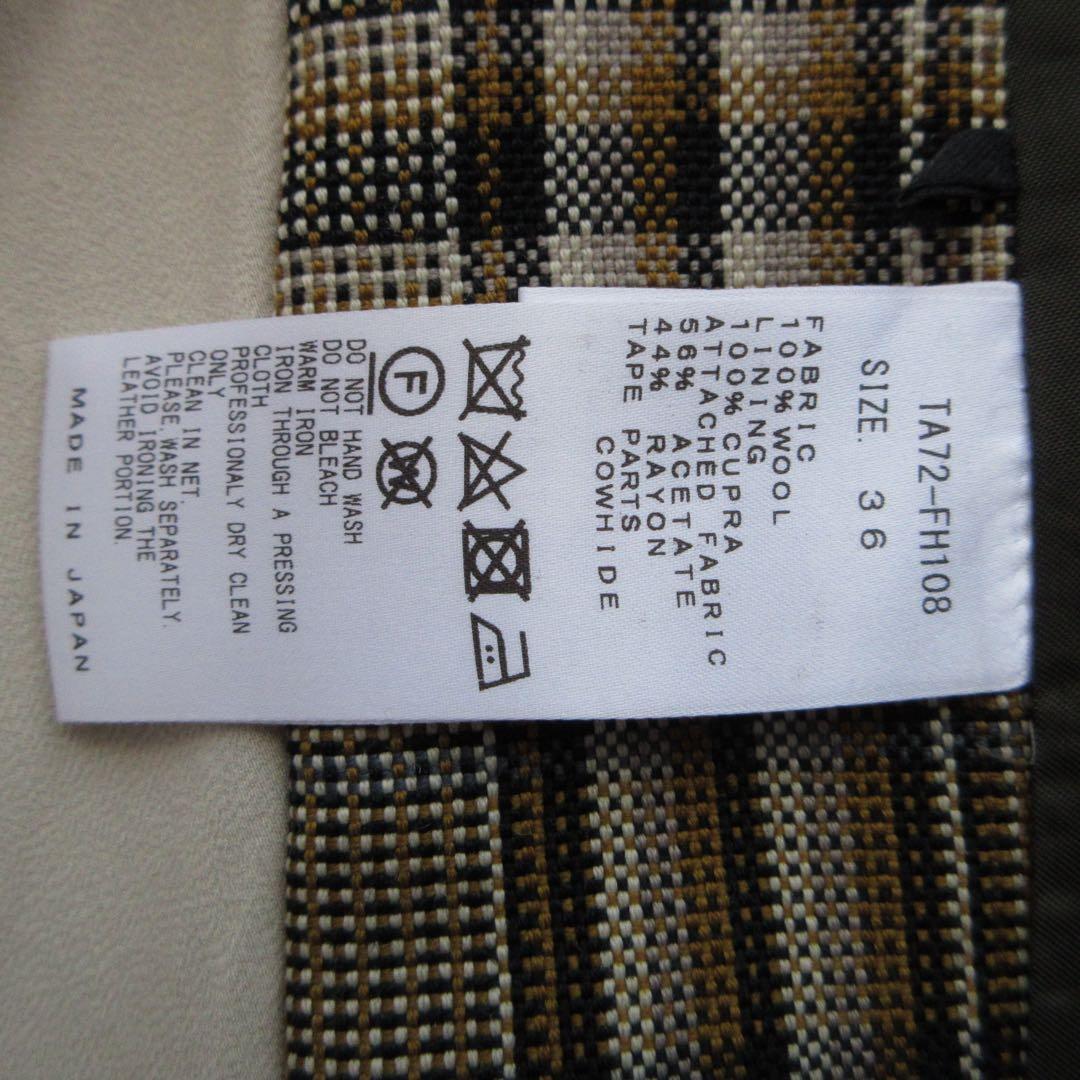 TA72-FH108
SIZE. 36
FABRIC
100% WOOL
LINING
100% CUPRA
ATTACHED FABRIC
56% ACETATE
44% RAYON
TAPE PARTS
COWHIDE
F
W
DO NOT HAND WASH
DO NOT BLEACH
WARM IRON
IRON THROUGH A PRESSING
CLOTH
PROFESSIONALY DRY CLEAN
ONLY
CLEAN IN NET.
PLEASE WASH SEPARATELY.
AVOID IRONING THE
LEATHER PORTION.
MADE IN JAPAN